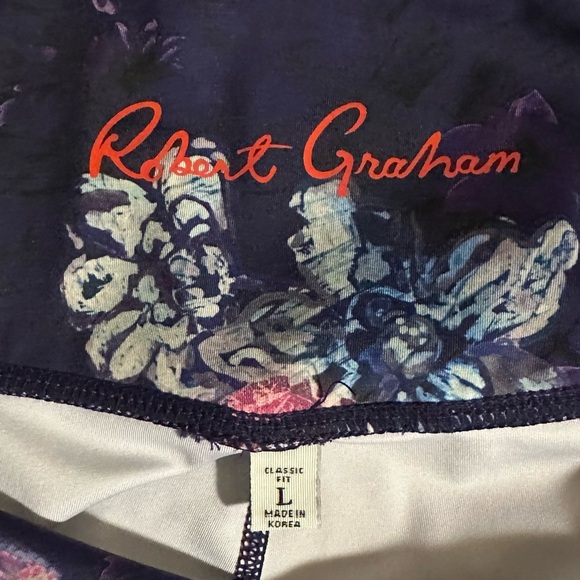 Robert Graham
CLASSIC
FIT
L
MADE IN
KOREA